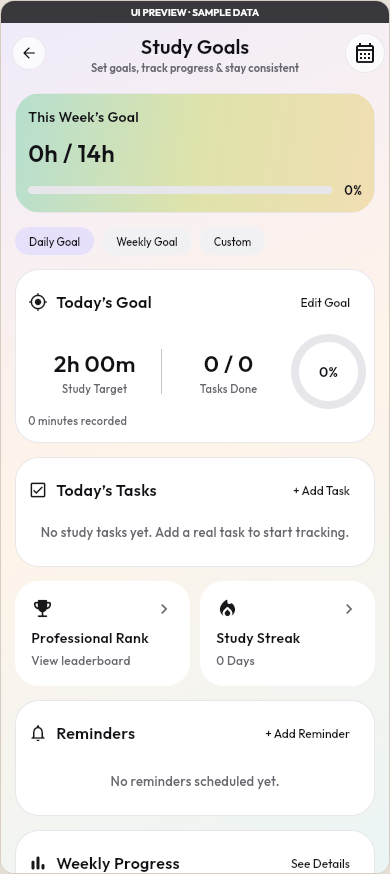 UI PREVIEW · SAMPLE DATA
Study Goals
Set goals, track progress & stay consistent
This Week's Goal
0h / 14h
0%
Daily Goal
Weekly Goal
Custom
Today's Goal
Edit Goal
2h 00m
0 / 0
0%
Study Target
Tasks Done
0 minutes recorded
Today's Tasks
+ Add Task
No study tasks yet. Add a real task to start tracking.
Professional Rank
View leaderboard
Study Streak
0 Days
Reminders
+ Add Reminder
No reminders scheduled yet.
Weekly Progress
See Details